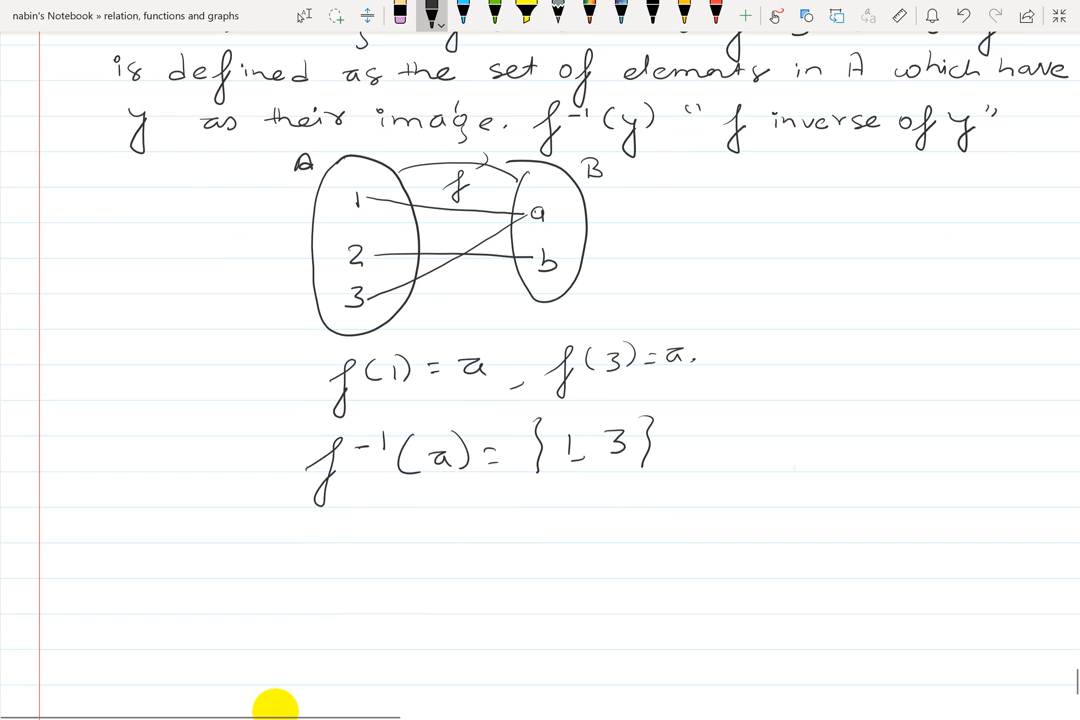 nabin's Notebook » relation, functions and graphs
is defined as the set of elements in A which have
y as their image. f⁻¹(y) "f inverse of y"
A f B
1 a
2 b
3
f(1) = a, f(3) = a.
f⁻¹(a) = {1, 3}